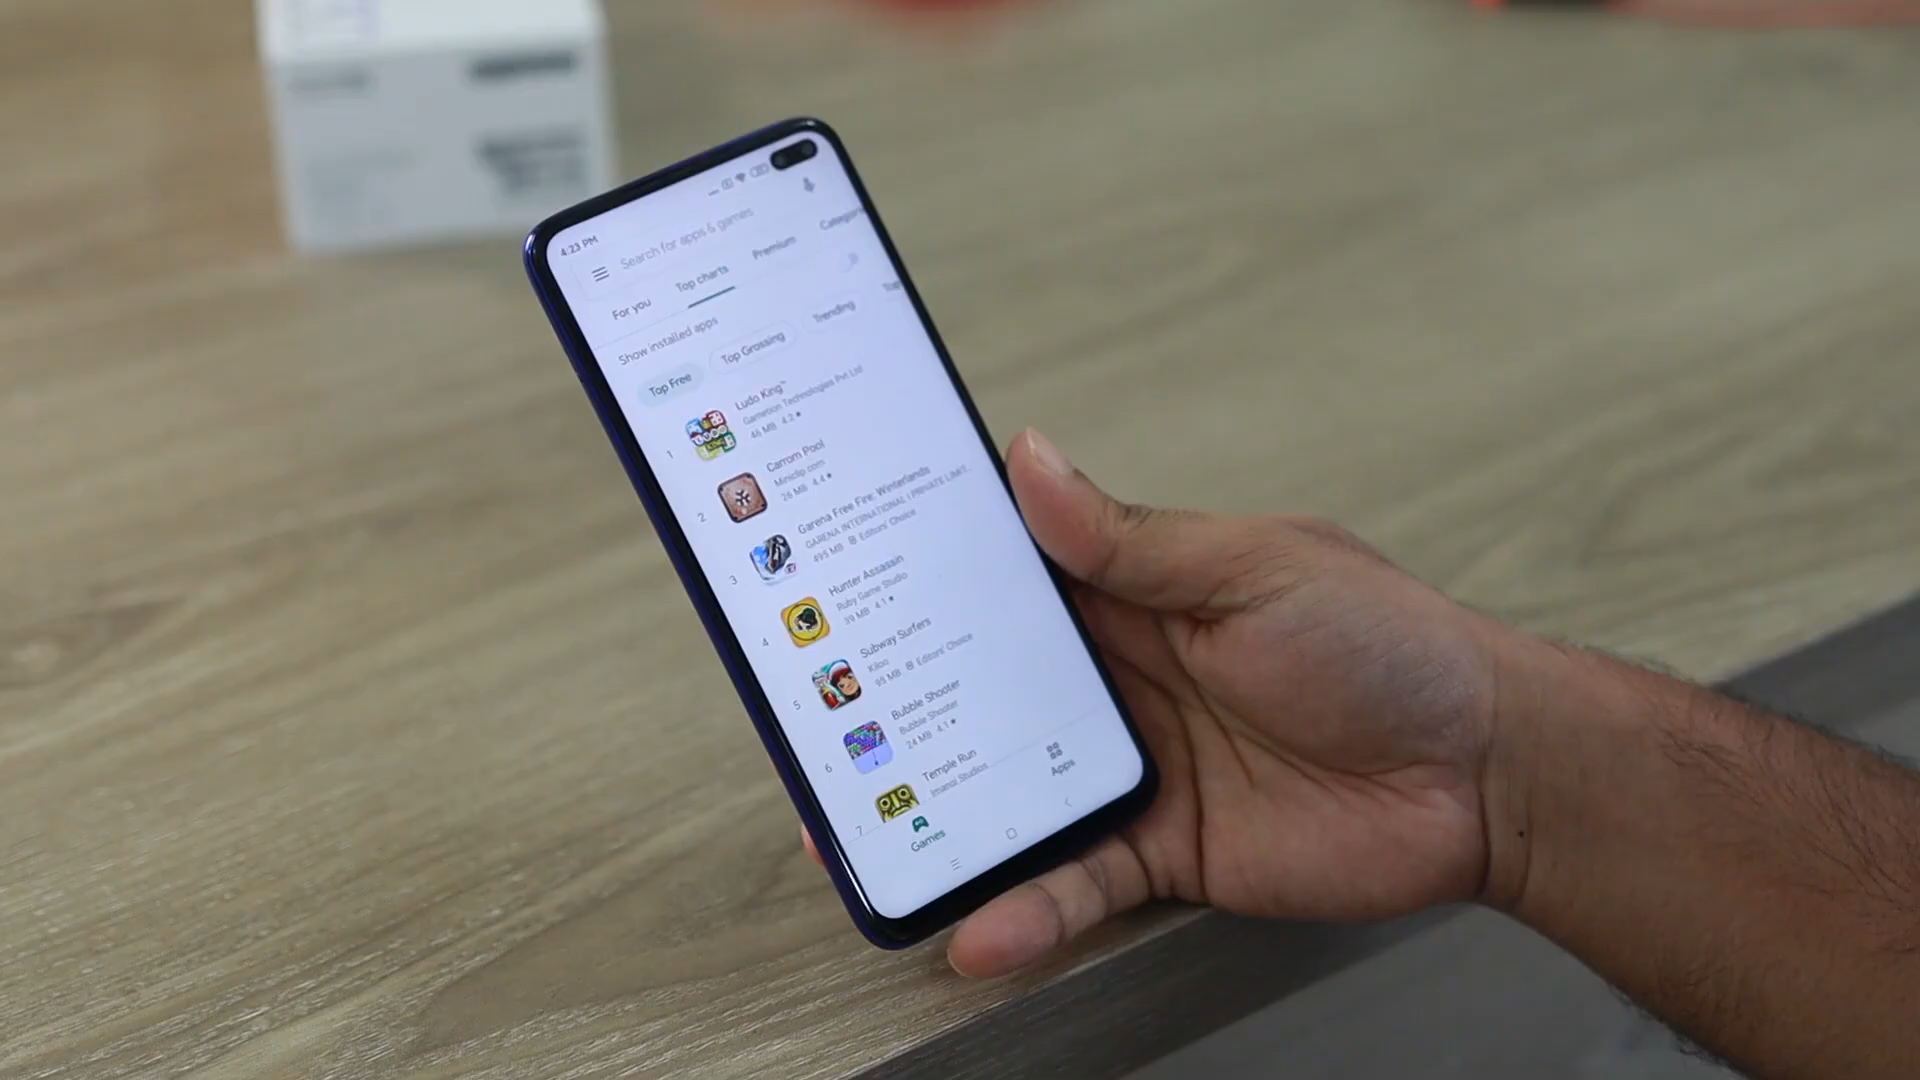 4:23 PM
Search for apps & games
For you Top charts Premium
Show installed apps
Top Free Top Grossing Trending
1 Ludo King™
Gametion Technologies Pvt Ltd
46 MB 4.2★
2 Carrom Pool
Miniclip.com
26 MB 4.4★
3 Garena Free Fire: Winterlands
GARENA INTERNATIONAL I PRIVATE LIMIT...
495 MB Editors' Choice
4 Hunter Assassin
Ruby Game Studio
39 MB 4.1★
5 Subway Surfers
Kiloo
95 MB Editors' Choice
6 Bubble Shooter
Bubble Shooter
24 MB 4.1★
7 Temple Run
Imangi Studios
Games Apps